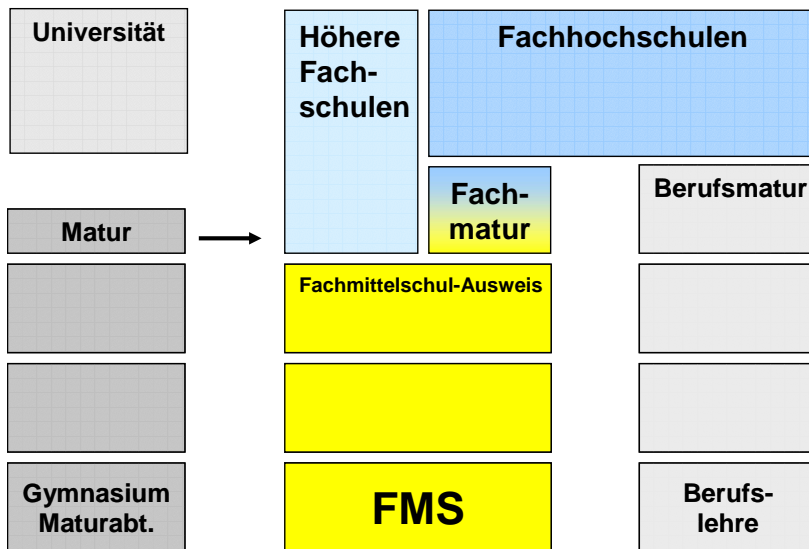 Universität
Höhere
Fach-
schulen
Fachhochschulen
Fach-
matur
Berufsmatur
Matur
Fachmittelschul-Ausweis
Gymnasium
Maturabt.
FMS
Berufs-
lehre